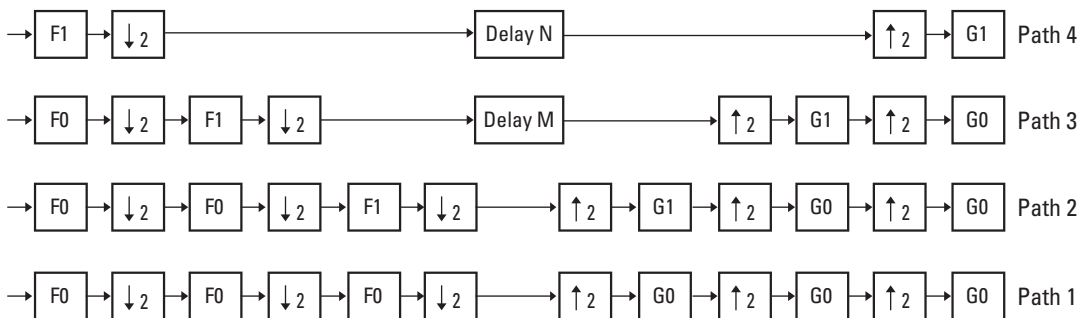 F1 ↓ 2 Delay N ↑ 2 G1 Path 4
F0 ↓ 2 F1 ↓ 2 Delay M ↑ 2 G1 ↑ 2 G0 Path 3
F0 ↓ 2 F0 ↓ 2 F1 ↓ 2 ↑ 2 G1 ↑ 2 G0 ↑ 2 G0 Path 2
F0 ↓ 2 F0 ↓ 2 F0 ↓ 2 ↑ 2 G0 ↑ 2 G0 ↑ 2 G0 Path 1